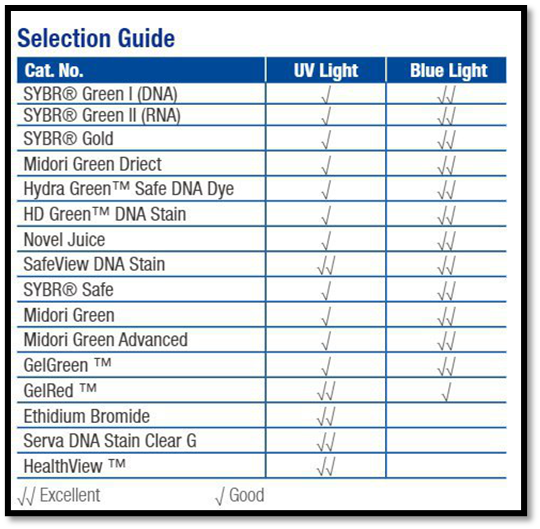 Selection Guide
Cat. No. UV Light Blue Light
SYBR® Green I (DNA) √ √√
SYBR® Green II (RNA) √ √√
SYBR® Gold √ √√
Midori Green Driect √ √√
Hydra Green™ Safe DNA Dye √ √√
HD Green™ DNA Stain √ √√
Novel Juice √ √√
SafeView DNA Stain √√ √√
SYBR® Safe √ √√
Midori Green √ √√
Midori Green Advanced √ √√
GelGreen ™ √ √√
GelRed ™ √√ √
Ethidium Bromide √√
Serva DNA Stain Clear G √√
HealthView ™ √√
√√ Excellent √ Good